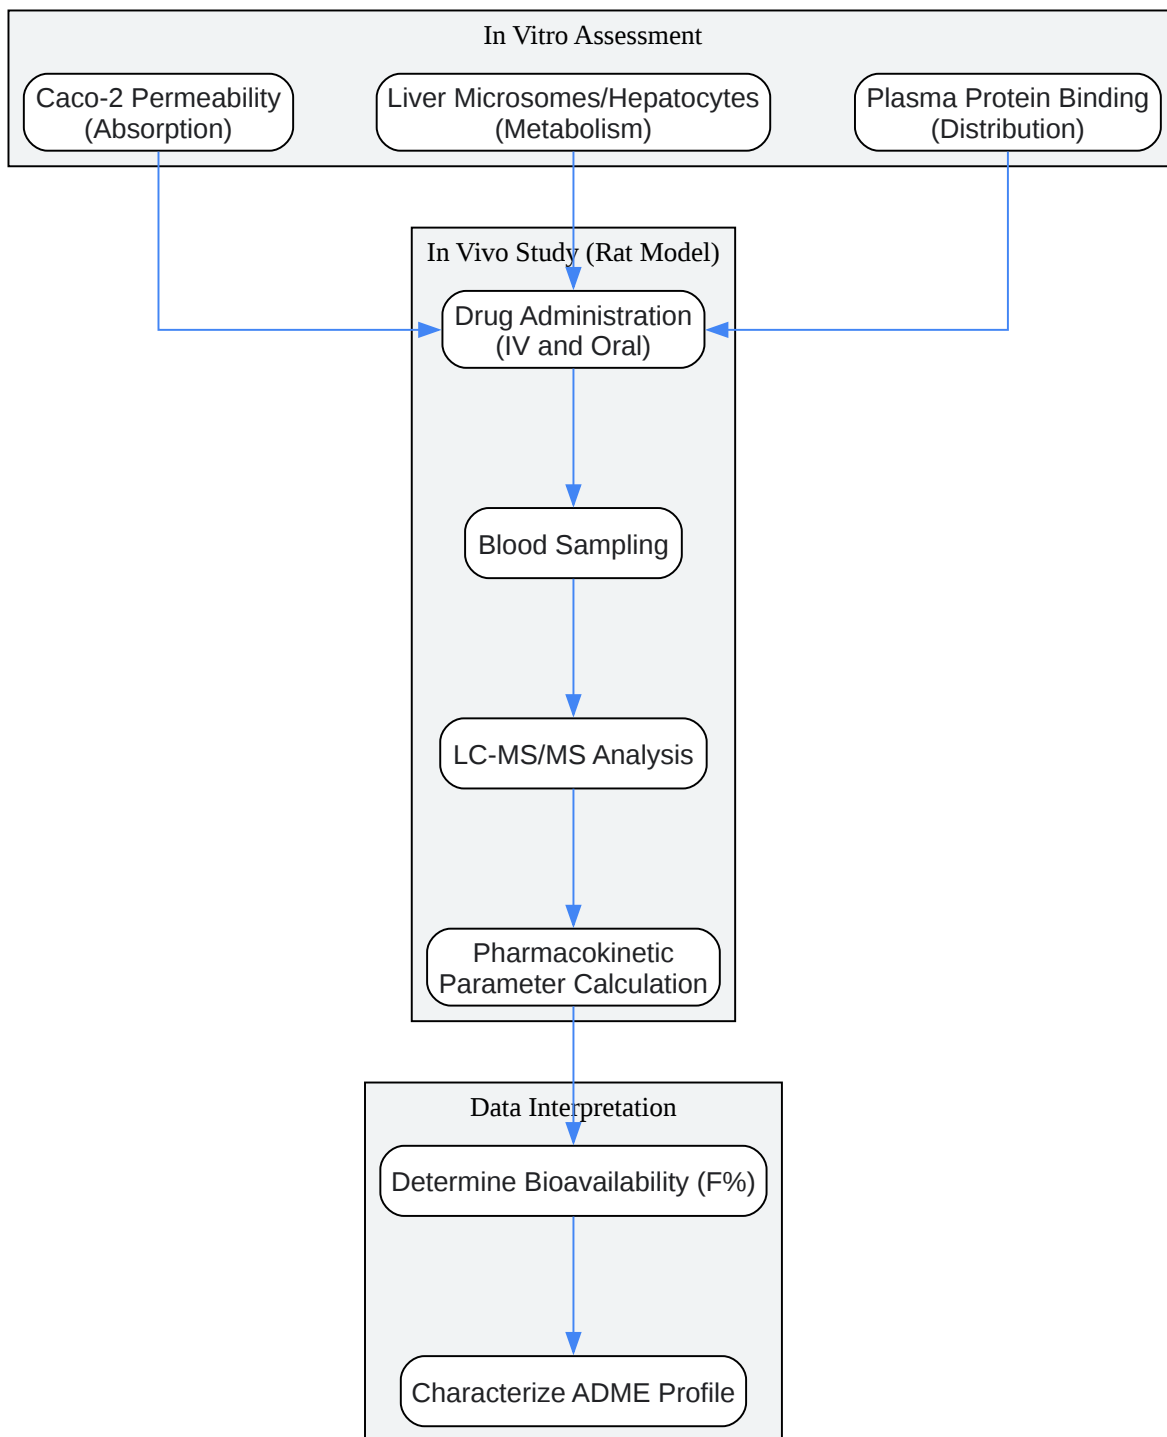 In Vitro Assessment
Caco-2 Permeability
(Absorption)
Liver Microsomes/Hepatocytes
(Metabolism)
Plasma Protein Binding
(Distribution)
In Vivo Study (Rat Model)
Drug Administration
(IV and Oral)
Blood Sampling
LC-MS/MS Analysis
Pharmacokinetic
Parameter Calculation
Data Interpretation
Determine Bioavailability (F%)
Characterize ADME Profile